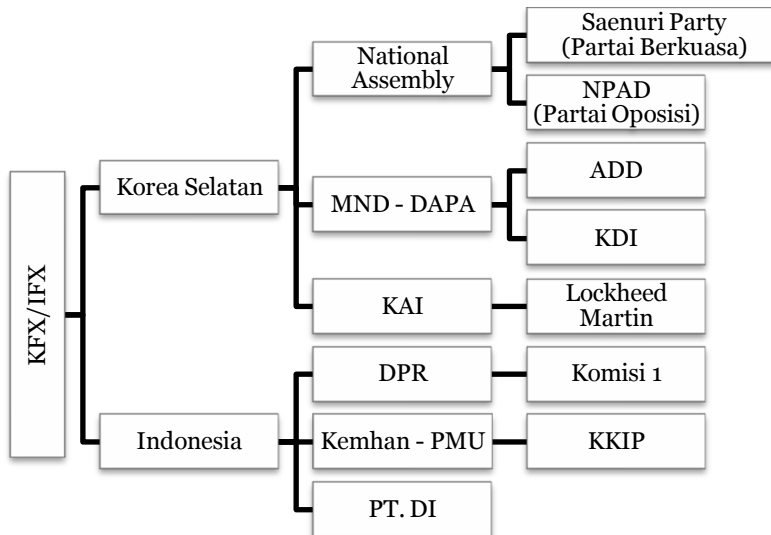 KFX/IFX
Korea Selatan
National
Assembly
Saenuri Party
(Partai Berkuasa)
NPAD
(Partai Oposisi)
MND - DAPA
ADD
KDI
KAI
Lockheed
Martin
Indonesia
DPR
Komisi 1
Kemhan - PMU
KKIP
PT. DI